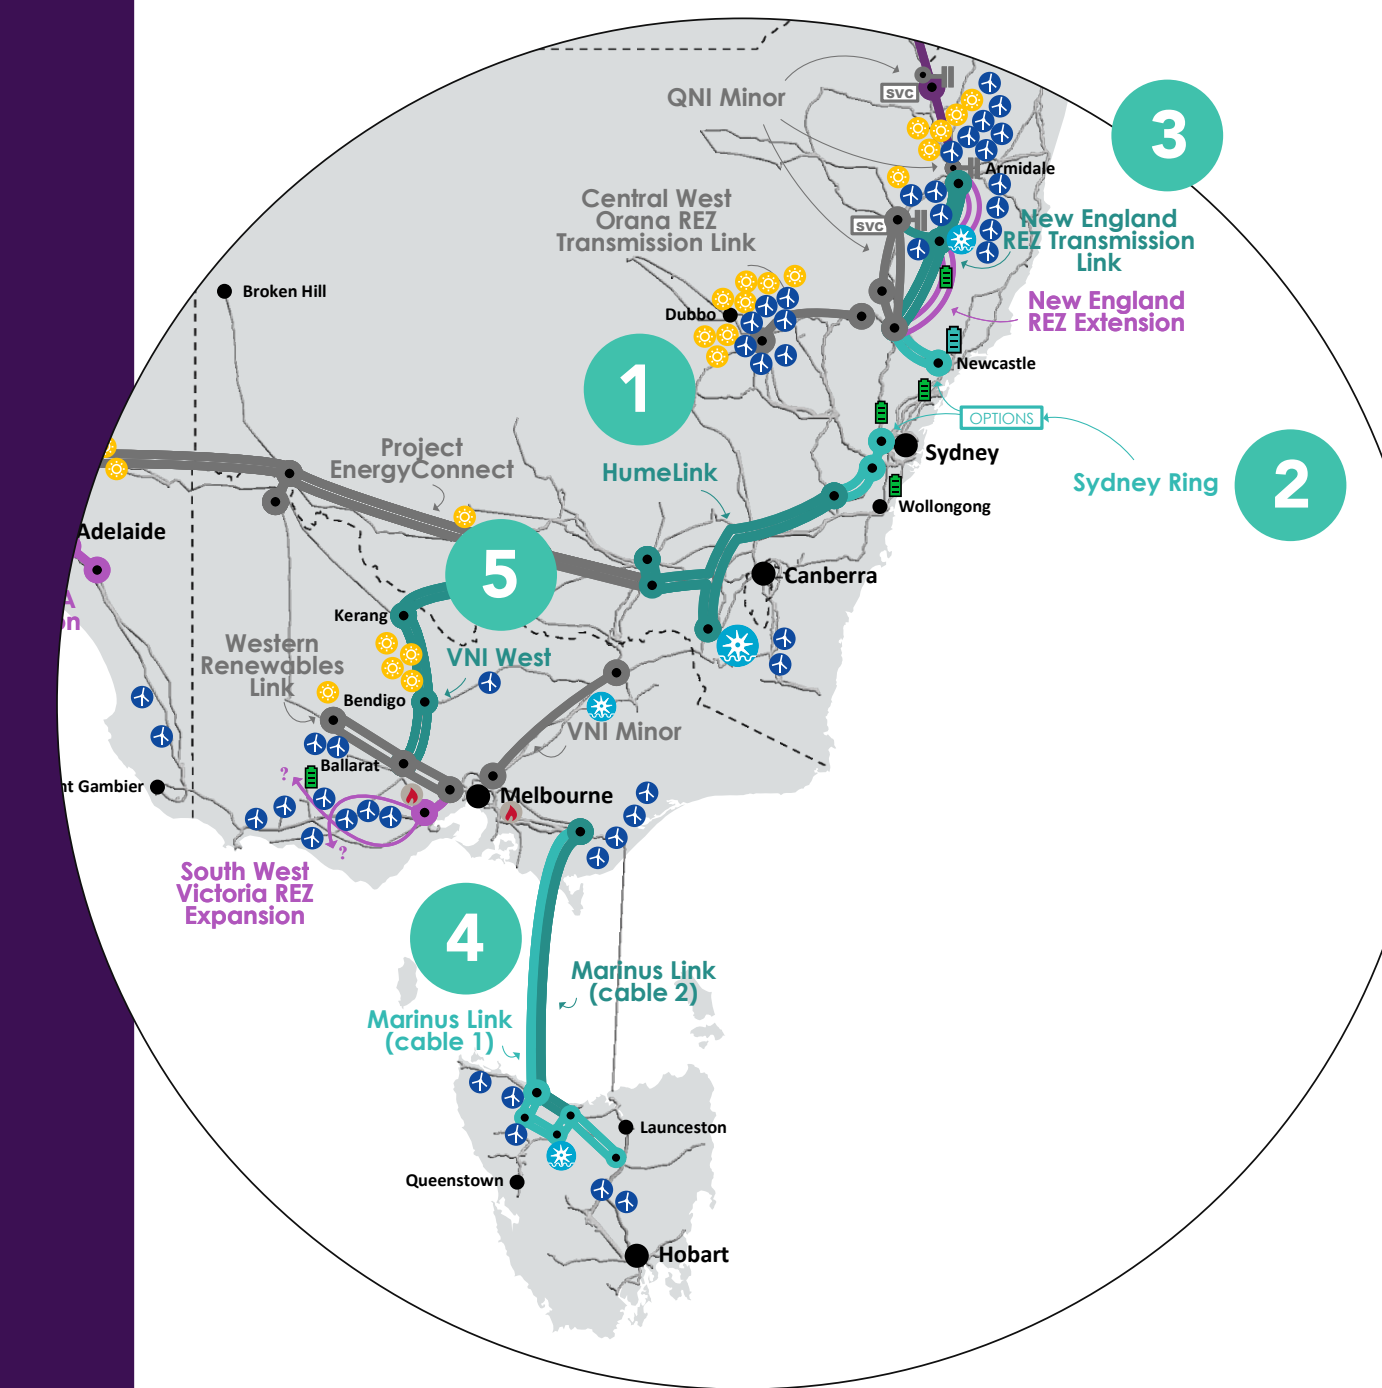 QNI Minor
svc
3
Armidale
Central West
Orana REZ
Transmission Link
svc
New England
REZ Transmission
Link
New England
REZ Extension
Broken Hill
Dubbo
1
Newcastle
OPTIONS
Project
EnergyConnect
HumeLink
Sydney
Sydney Ring
2
Wollongong
Adelaide
5
Canberra
A
on
Kerang
Western
Renewables
Link
VNI West
Bendigo
VNI Minor
Ballarat
?
nt Gambier
Melbourne
?
South West
Victoria REZ
Expansion
4
Marinus Link
(cable 2)
Marinus Link
(cable 1)
Launceston
Queenstown
Hobart